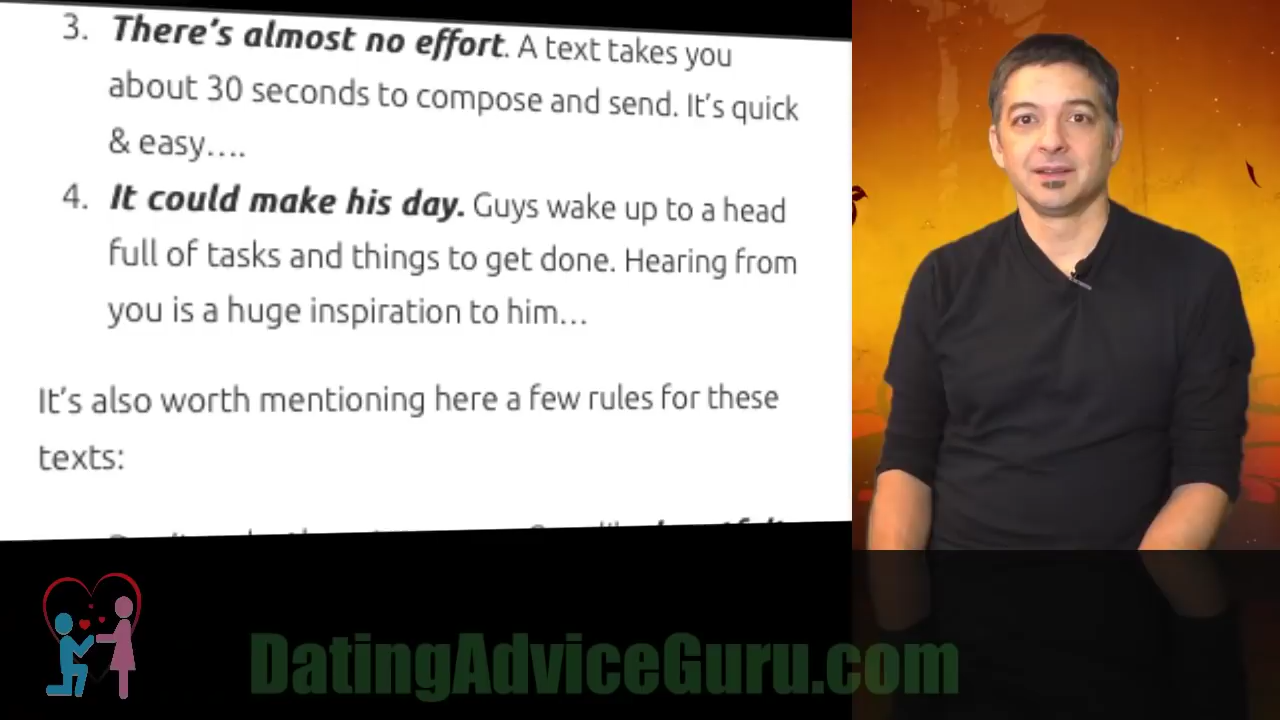 3. There's almost no effort. A text takes you
about 30 seconds to compose and send. It's quick
& easy....
4. It could make his day. Guys wake up to a head
full of tasks and things to get done. Hearing from
you is a huge inspiration to him...
It's also worth mentioning here a few rules for these
texts:
DatingAdviceGuru.com